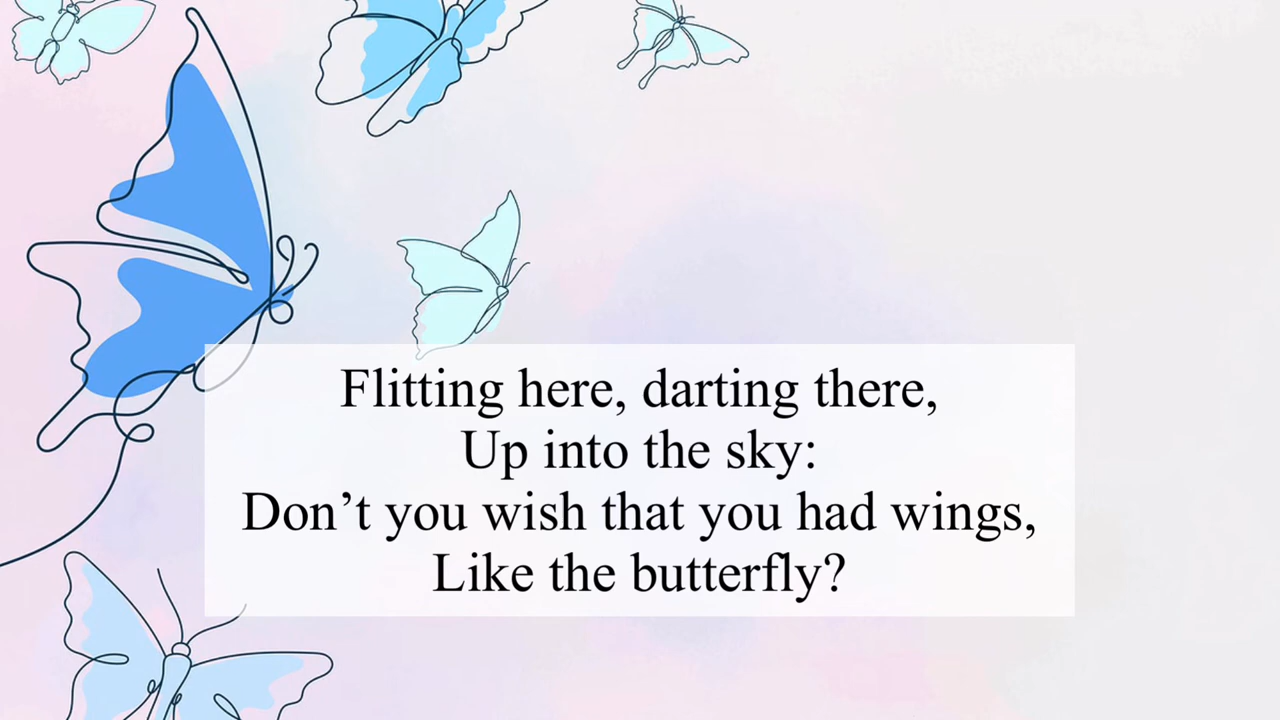 Flitting here, darting there,
Up into the sky:
Don’t you wish that you had wings,
Like the butterfly?